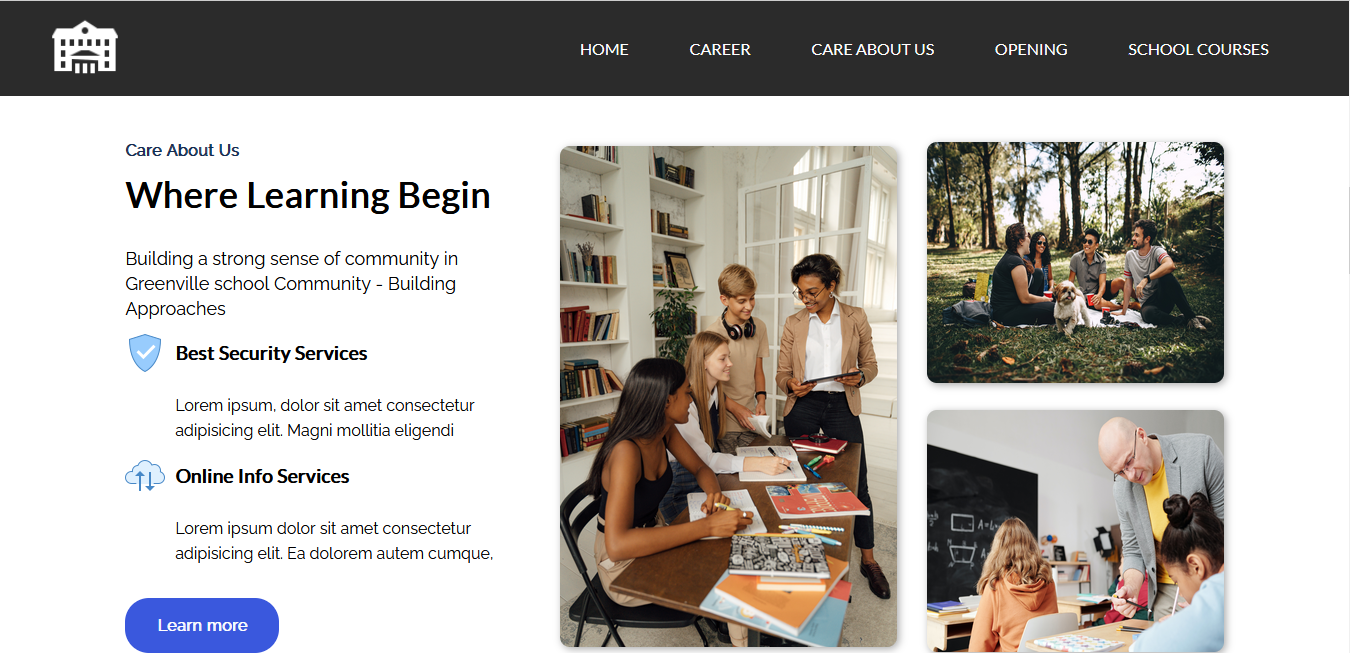 HOME CAREER CARE ABOUT US OPENING SCHOOL COURSES
Care About Us
Where Learning Begin
Building a strong sense of community in
Greenville school Community - Building
Approaches
Best Security Services
Lorem ipsum, dolor sit amet consectetur
adipisicing elit. Magni mollitia eligendi
Online Info Services
Lorem ipsum dolor sit amet consectetur
adipisicing elit. Ea dolorem autem cumque,
Learn more